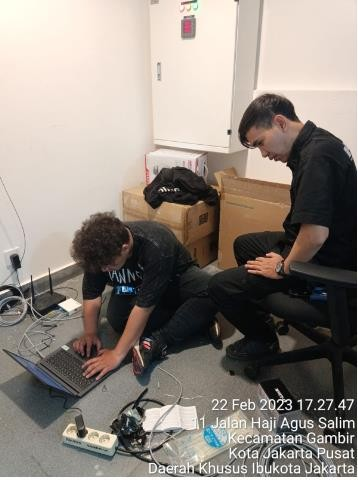 22 Feb 2023 17.27.47
11 Jalan Haji Agus Salim
Kecamatan Gambir
Kota Jakarta Pusat
Daerah Khusus Ibukota Jakarta